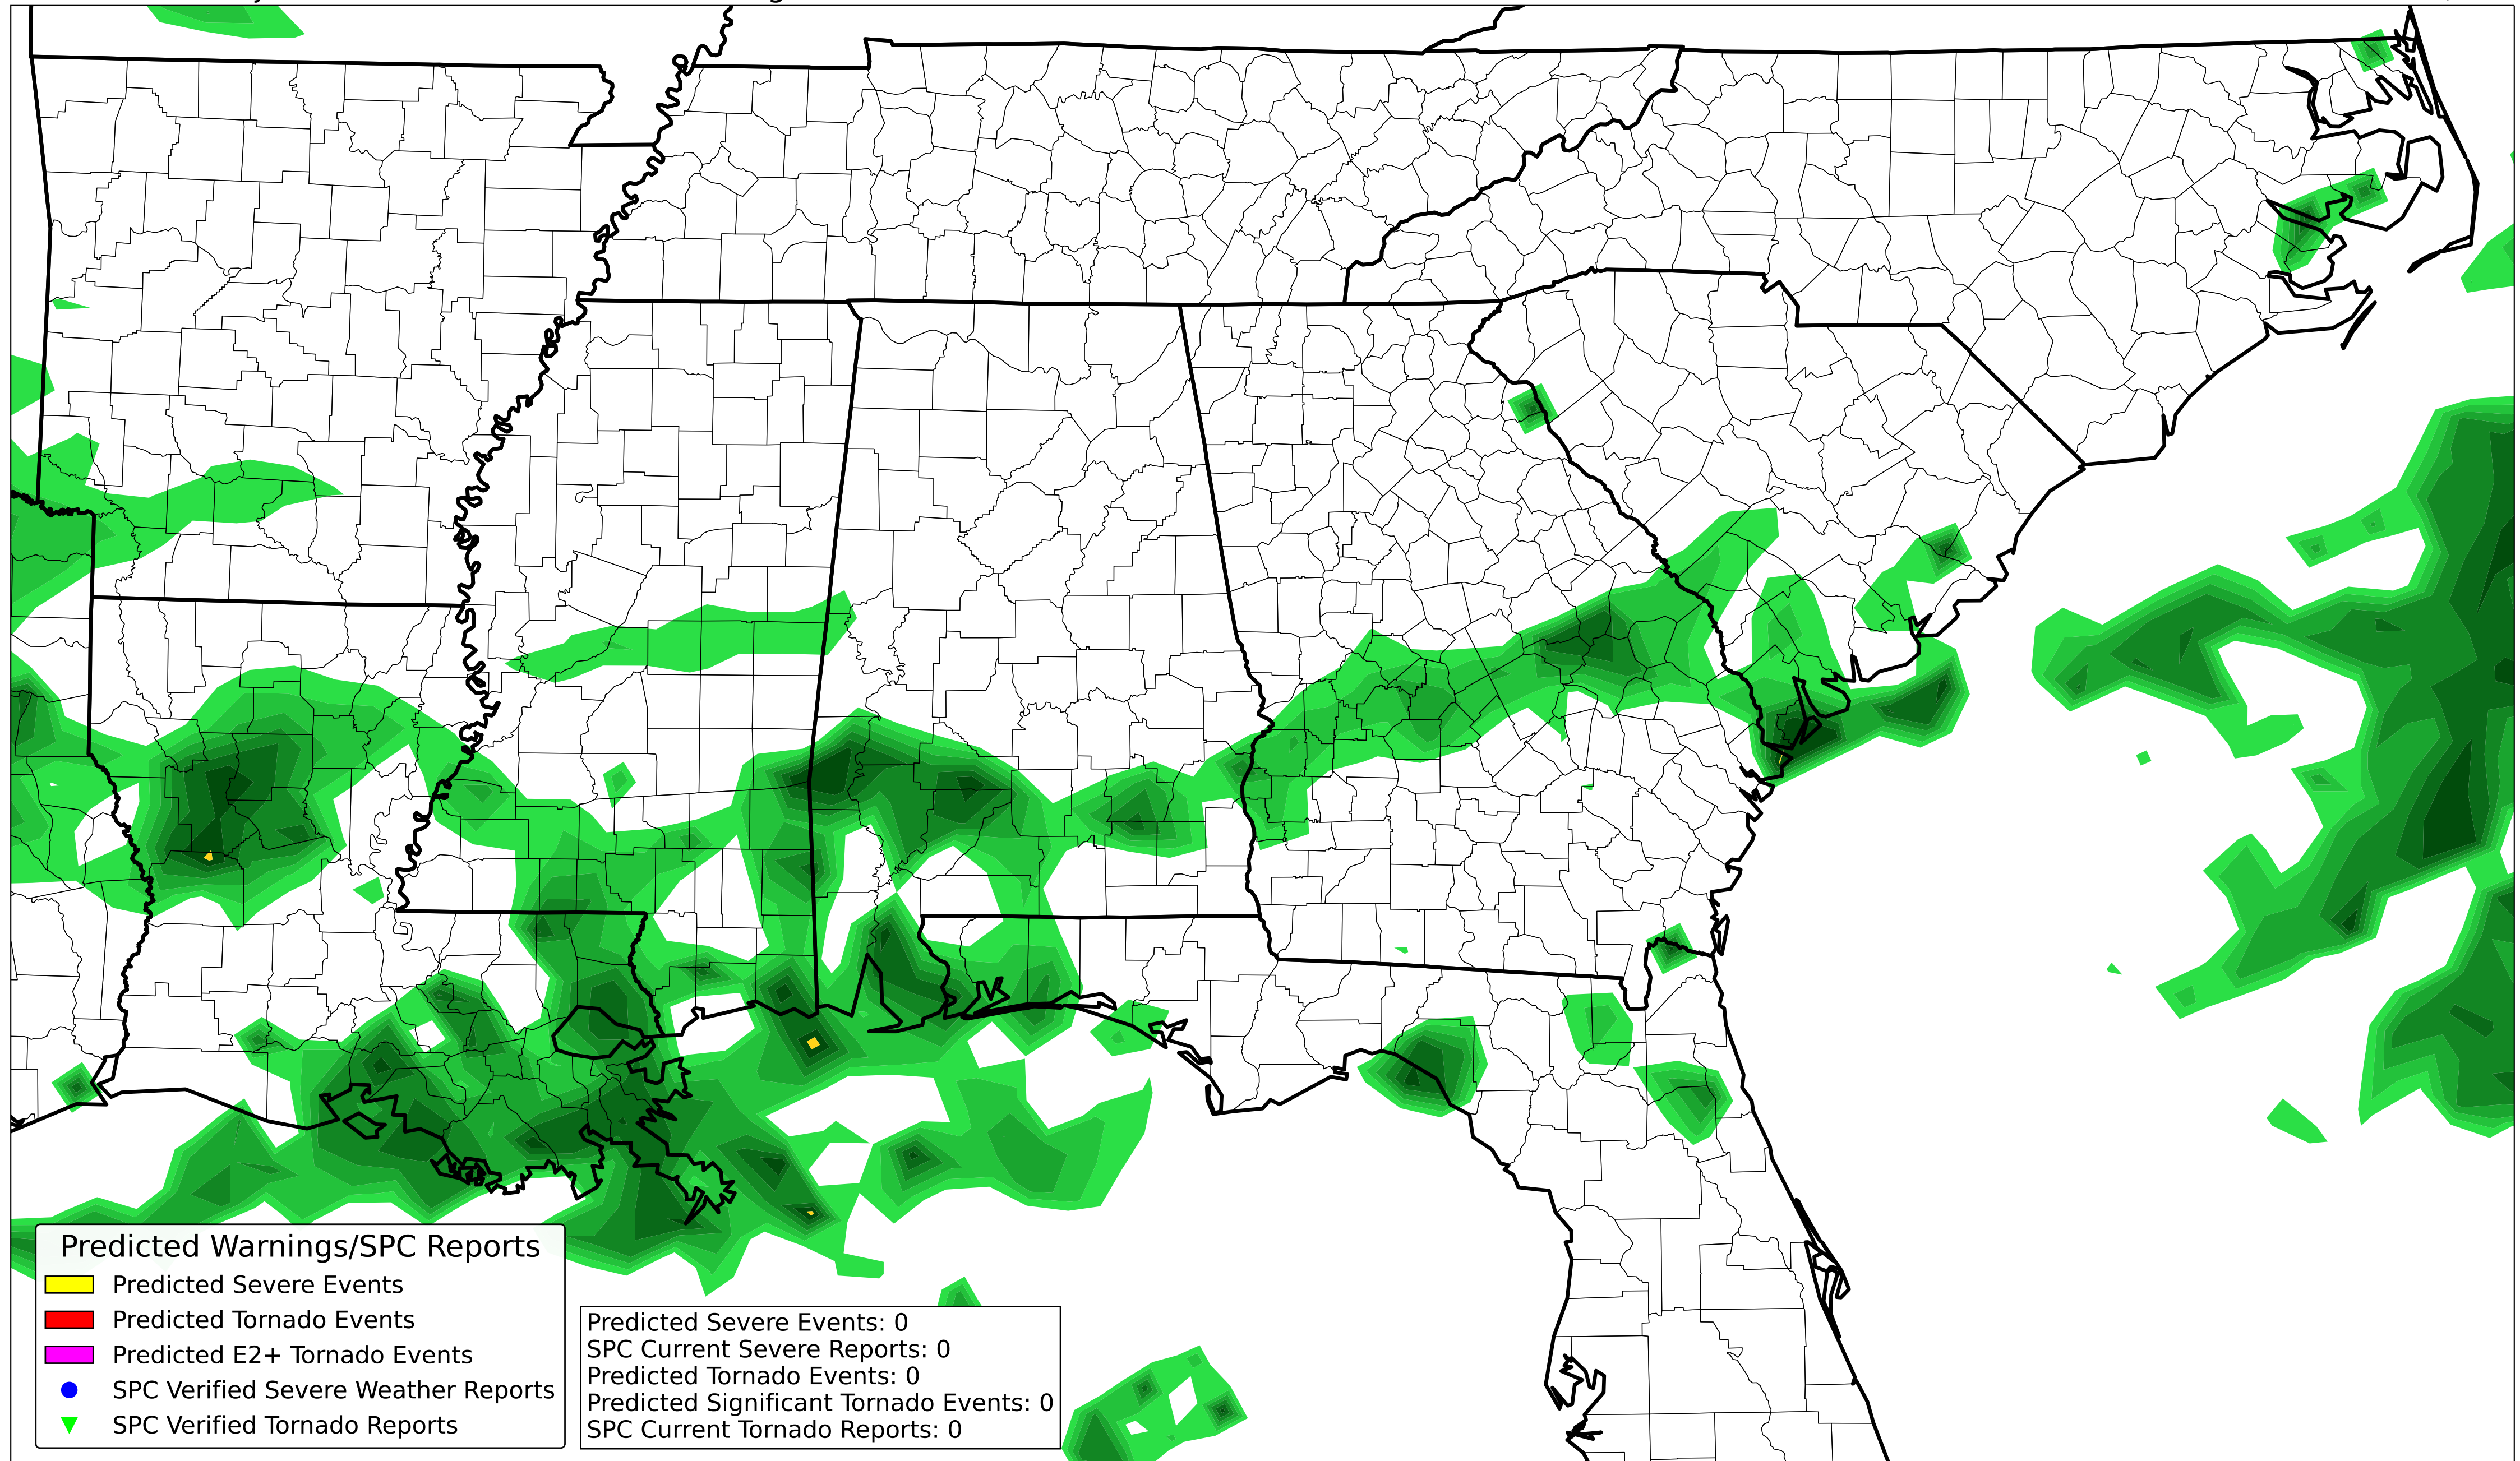 Predicted Warnings/SPC Reports
Predicted Severe Events
Predicted Tornado Events
Predicted E2+ Tornado Events
SPC Verified Severe Weather Reports
SPC Verified Tornado Reports
Predicted Severe Events: 0
SPC Current Severe Reports: 0
Predicted Tornado Events: 0
Predicted Significant Tornado Events: 0
SPC Current Tornado Reports: 0